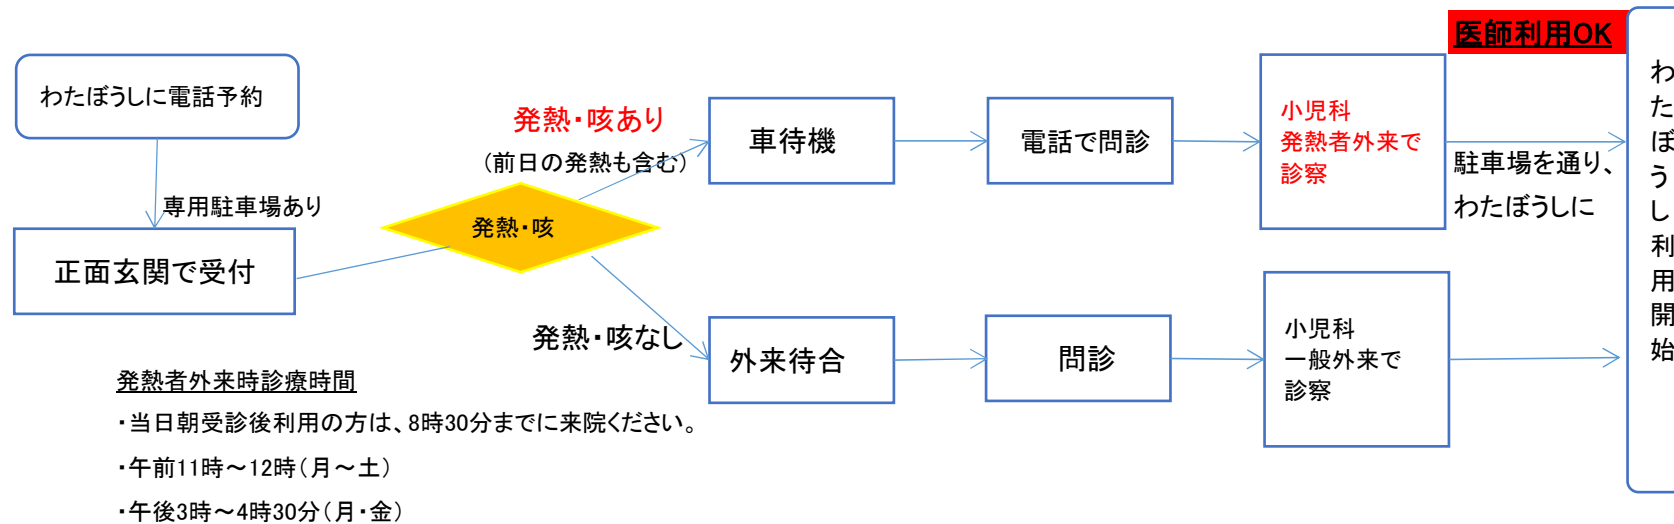 医師利用OK
わたぼうしに電話予約
発熱・咳あり
(前日の発熱も含む)
車待機
電話で問診
小児科
発熱者外来で
診察
駐車場を通り、
わたぼうしに
専用駐車場あり
正面玄関で受付
発熱・咳
発熱・咳なし
外来待合
問診
小児科
一般外来で
診察
わ
た
ぼ
う
し
利
用
開
始
発熱者外来時診療時間
・当日朝受診後利用の方は、8時30分までに来院ください。
・午前11時～12時(月～土)
・午後3時～4時30分(月・金)